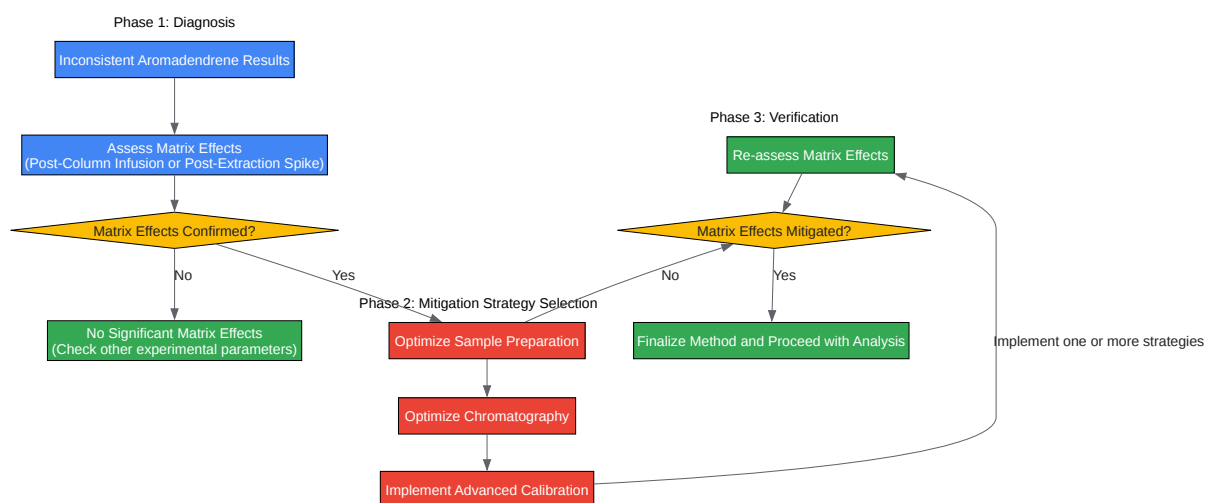 Phase 1: Diagnosis
Inconsistent Aromadendrene Results
Assess Matrix Effects
(Post-Column Infusion or Post-Extraction Spike)
Matrix Effects Confirmed?
No
Yes
No Significant Matrix Effects
(Check other experimental parameters)
Phase 2: Mitigation Strategy Selection
Optimize Sample Preparation
Optimize Chromatography
Implement Advanced Calibration
Implement one or more strategies
Phase 3: Verification
Re-assess Matrix Effects
Matrix Effects Mitigated?
No
Yes
Finalize Method and Proceed with Analysis